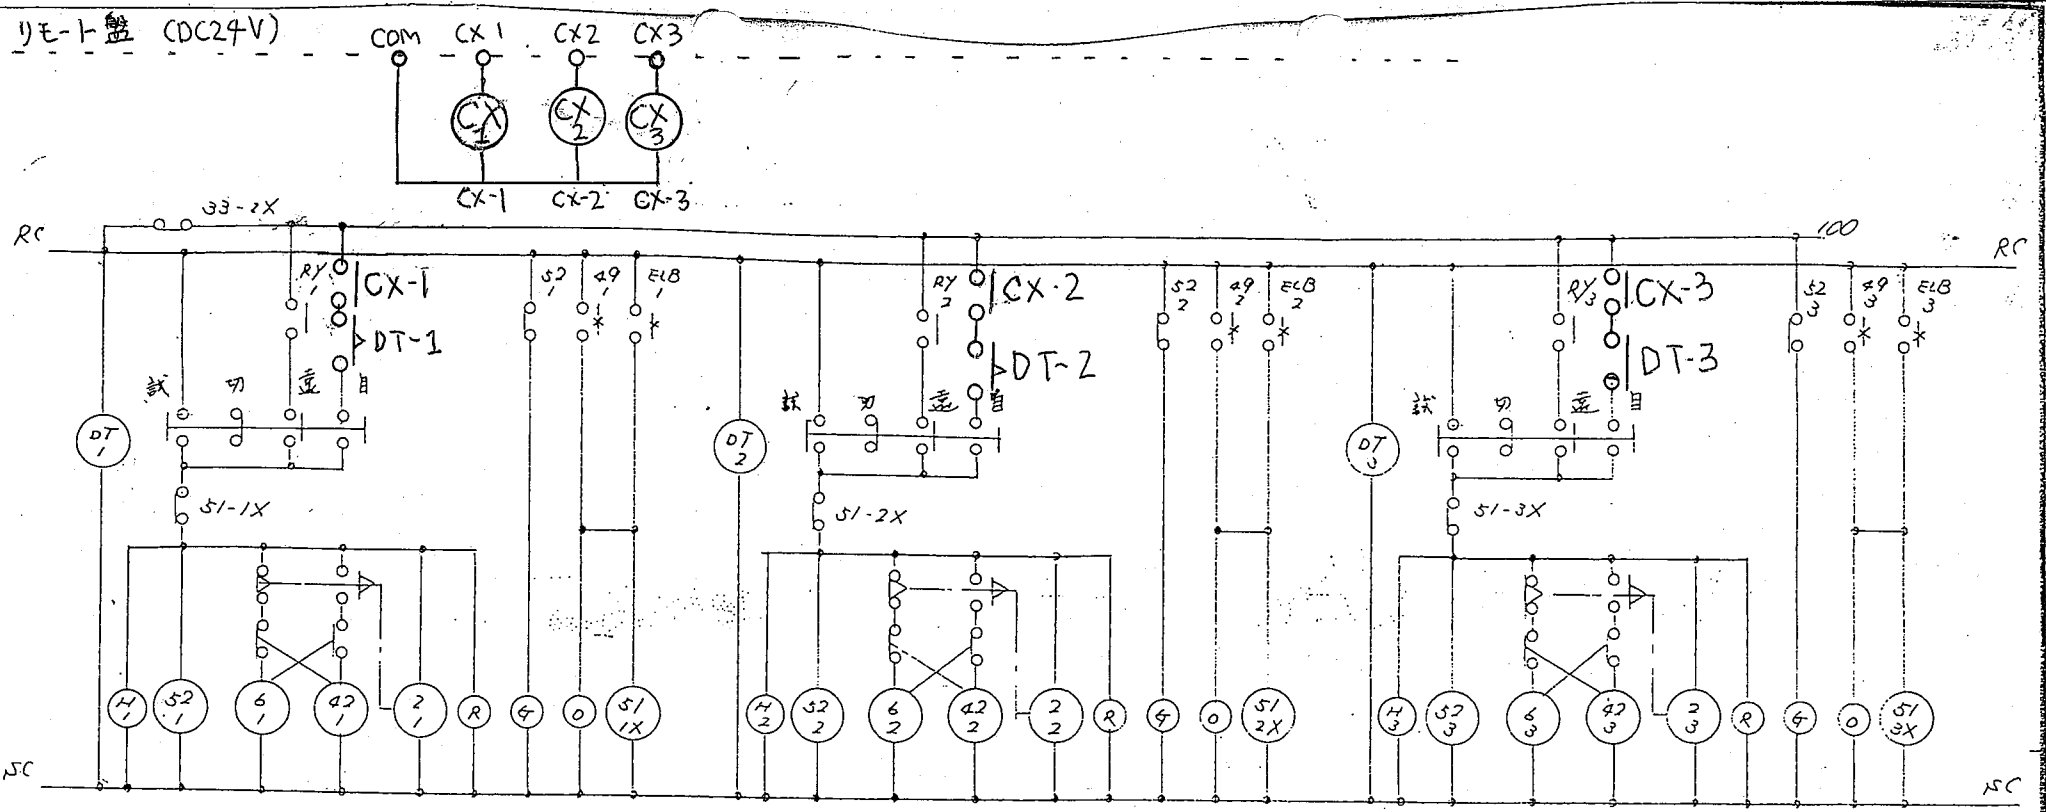 リモート盤 (DC24V)
COM CX1 CX2 CX3
CX 1 CX 2 CX 3
CX-1 CX-2 CX-3
33-2X
100
RC RC
RY 1 CX-1 52 1 49 1 ELB 1 RY 2 CX-2 52 2 49 2 ELB 2 RY 3 CX-3 52 3 49 3 ELB 3
DT-1 DT-2 DT-3
試 切 遠 自 試 切 遠 自 試 切 遠 自
DT 1 DT 2 DT 3
51-1X 51-2X 51-3X
H 1 52 1 6 1 42 1 2 1 R G O 51 1X H 2 52 2 6 2 42 2 2 2 R G O 51 2X H 3 52 3 6 3 42 3 2 3 R G O 51 3X
SC SC